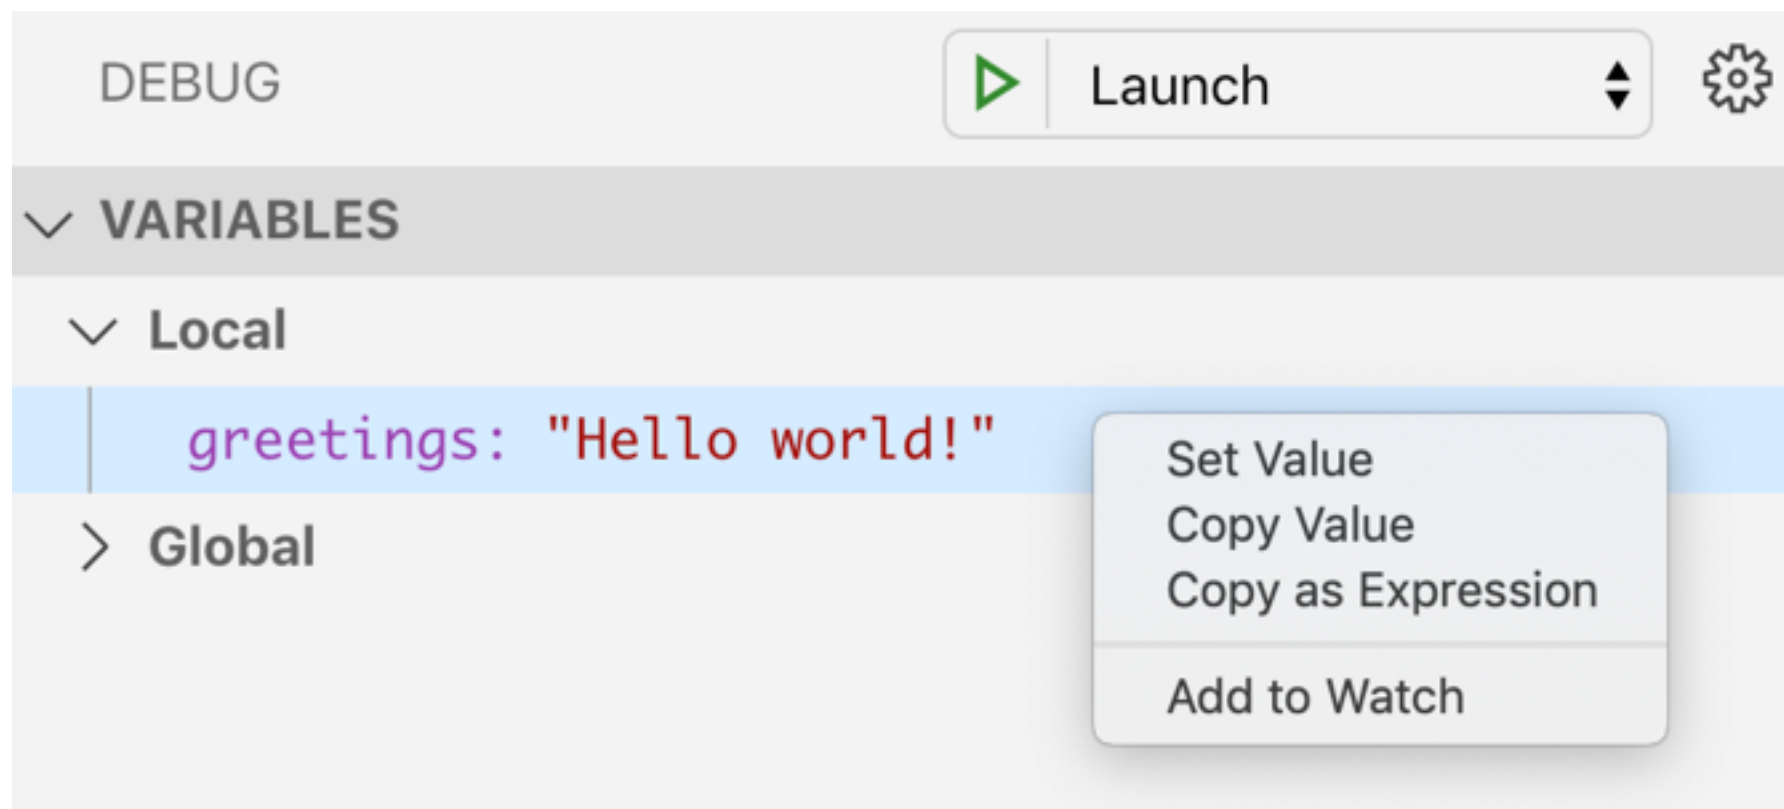 DEBUG
Launch
VARIABLES
Local
greetings: "Hello world!"
Set Value
Copy Value
Copy as Expression
Add to Watch
Global